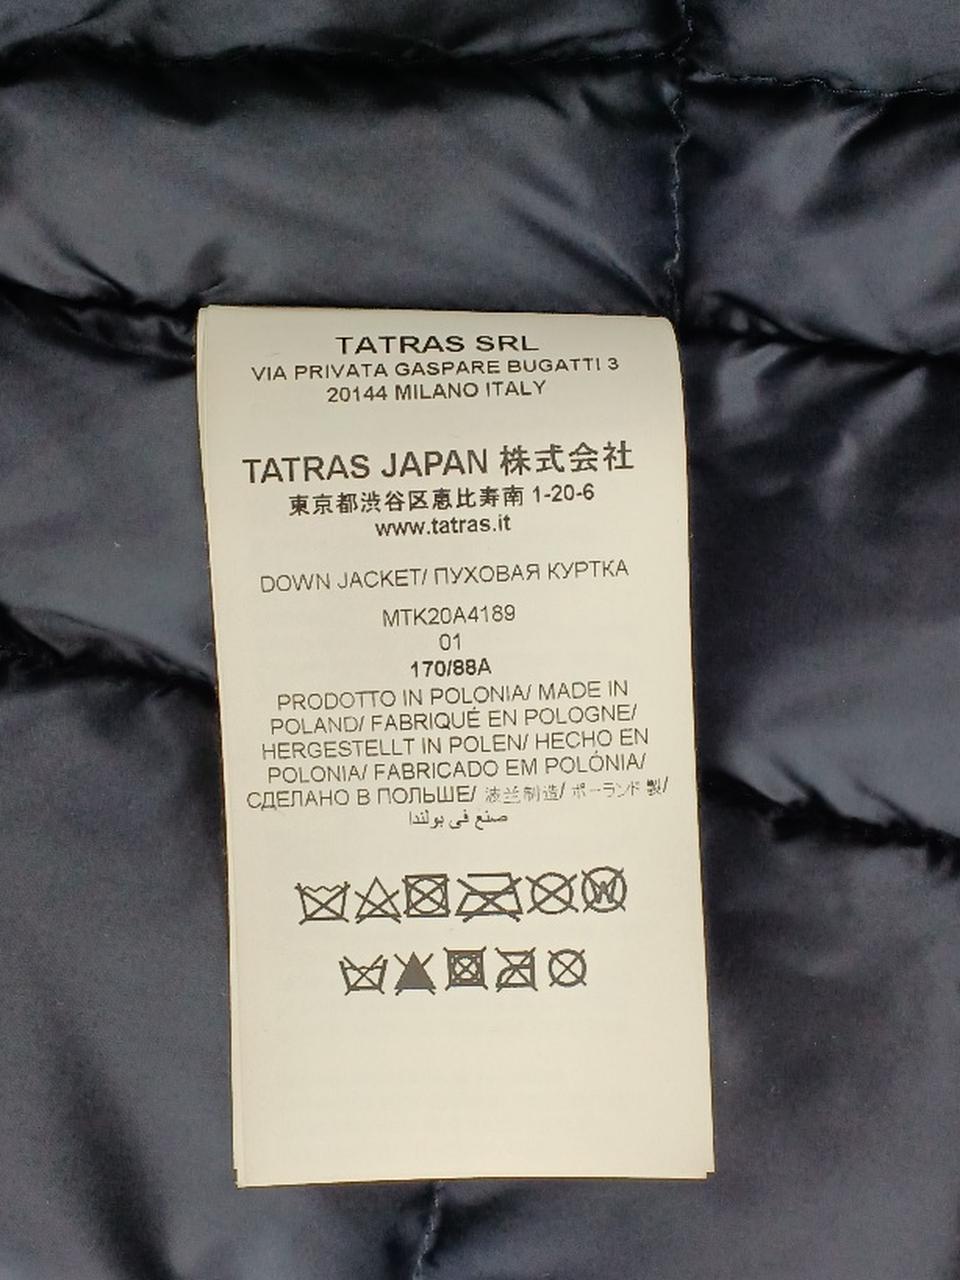 TATRAS SRL
VIA PRIVATA GASPARE BUGATTI 3
20144 MILANO ITALY
TATRAS JAPAN 株式会社
東京都渋谷区恵比寿南 1-20-6
www.tatras.it
DOWN JACKET/ ПУХОВАЯ КУРТКА
MTK20A4189
01
170/88A
PRODOTTO IN POLONIA/ MADE IN
POLAND/ FABRIQUÉ EN POLOGNE/
HERGESTELLT IN POLEN/ HECHO EN
POLONIA/ FABRICADO EM POLÓNIA/
СДЕЛАНО В ПОЛЬШЕ/ 波兰制造/ ポーランド製/
صنع في بولندا
W